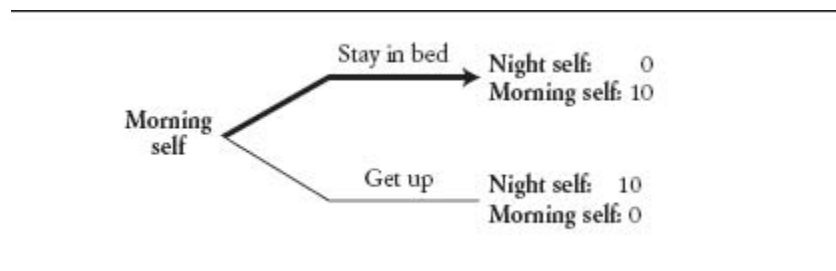 Stay in bed
Night self: 0
Morning self: 10
Morning
self
Get up
Night self: 10
Morning self: 0